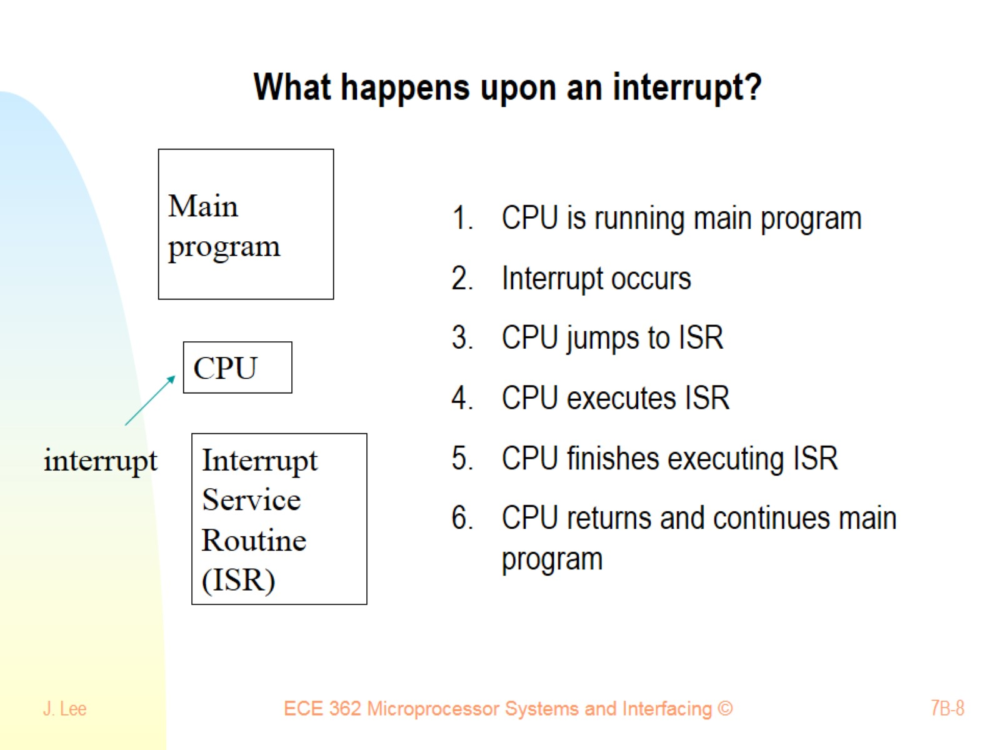 What happens upon an interrupt?
Main
program
CPU
interrupt
Interrupt
Service
Routine
(ISR)
1. CPU is running main program
2. Interrupt occurs
3. CPU jumps to ISR
4. CPU executes ISR
5. CPU finishes executing ISR
6. CPU returns and continues main
program
J. Lee
ECE 362 Microprocessor Systems and Interfacing ©
7B-8